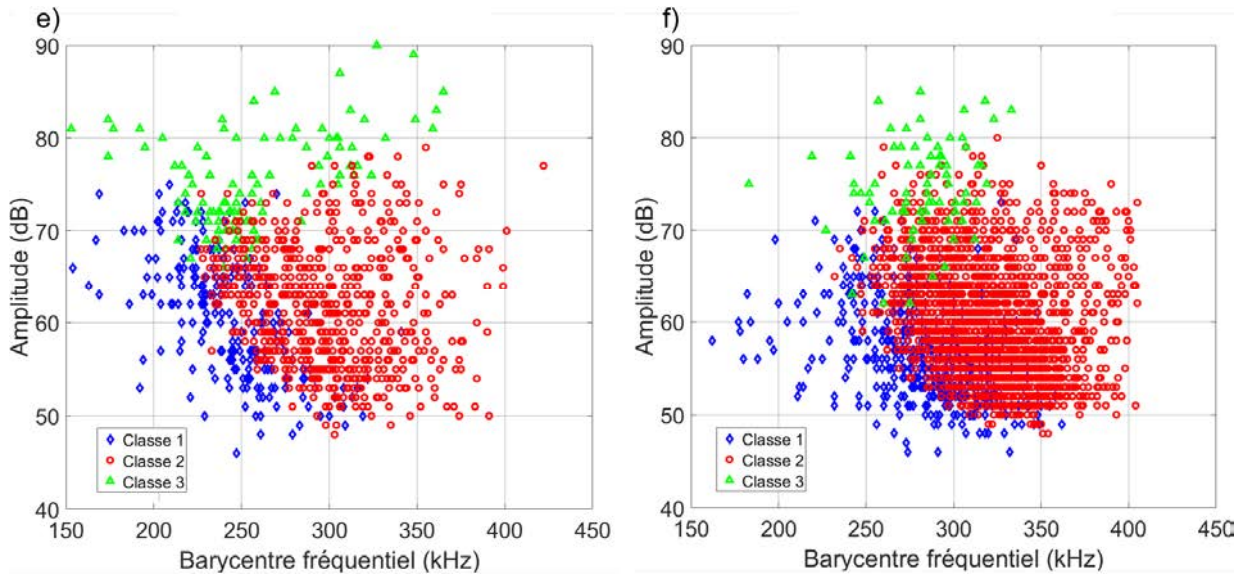 e)
90
80
70
60
50
40
Amplitude (dB)
Classe 1
Classe 2
Classe 3
150 200 250 300 350 400 450
Barycentre fréquentiel (kHz)
f)
90
80
70
60
50
40
Amplitude (dB)
Classe 1
Classe 2
Classe 3
150 200 250 300 350 400 450
Barycentre fréquentiel (kHz)